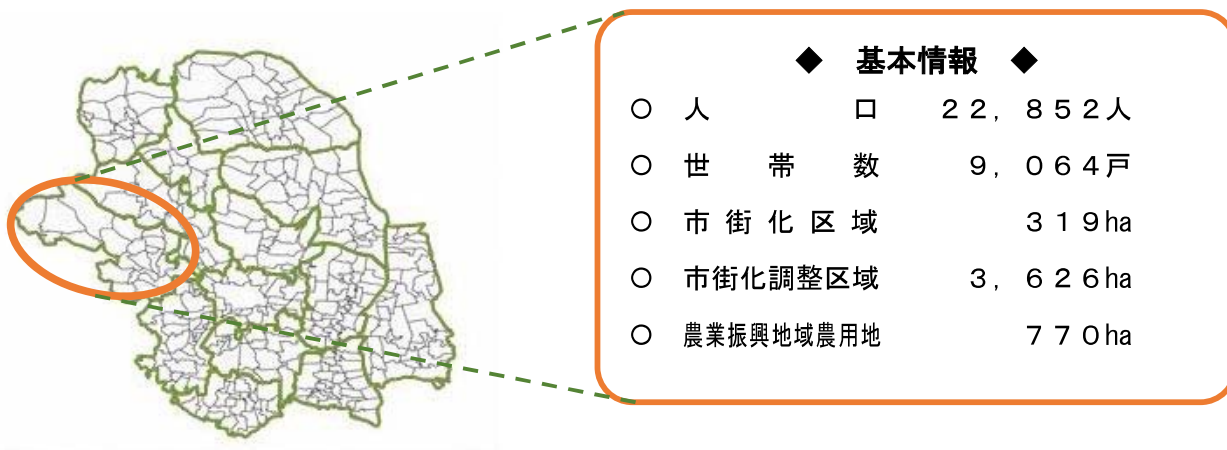 ◆　基本情報　◆
○　人口　２２，８５２人
○　世帯数　９，０６４戸
○　市街化区域　３１９ha
○　市街化調整区域　３，６２６ha
○　農業振興地域農用地　７７０ha